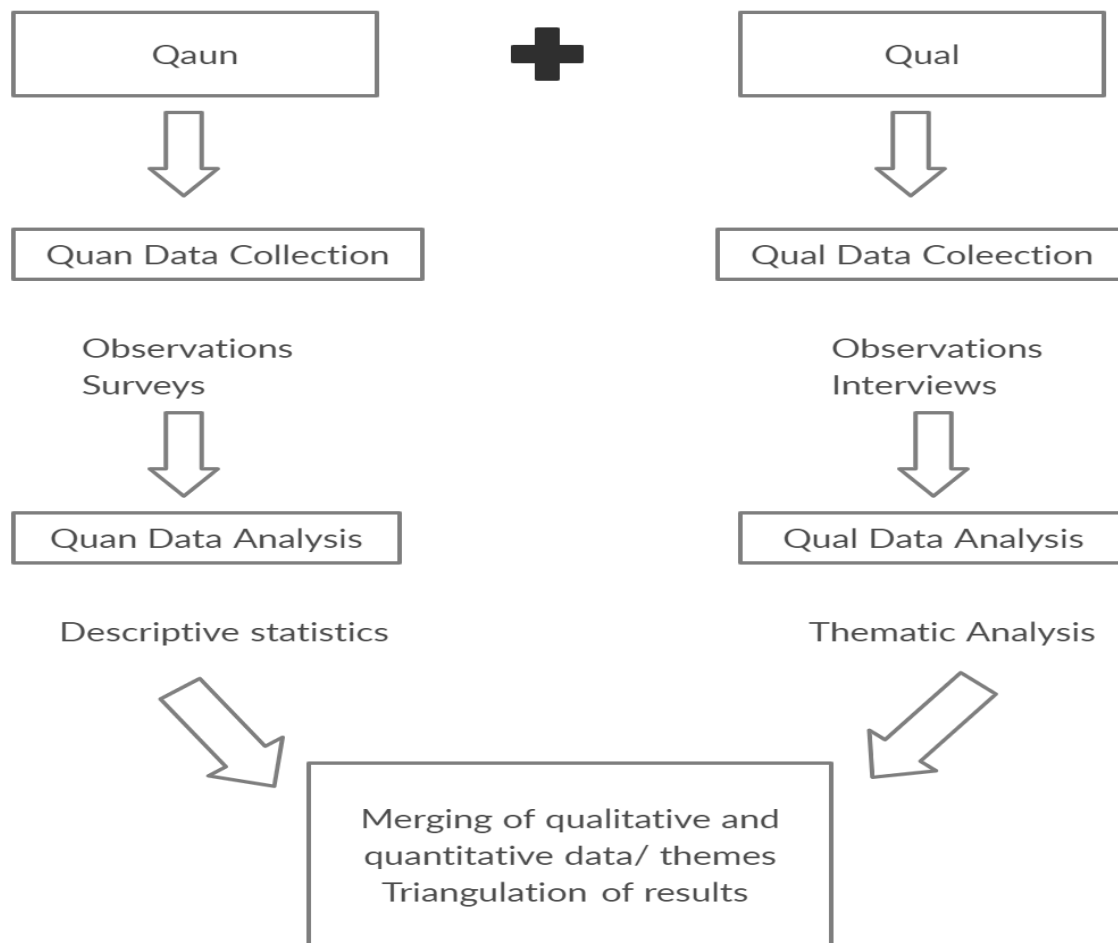 Qaun
Qual
Quan Data Collection
Qual Data Coleection
Observations
Surveys
Observations
Interviews
Quan Data Analysis
Qual Data Analysis
Descriptive statistics
Thematic Analysis
Merging of qualitative and
quantitative data/ themes
Triangulation of results